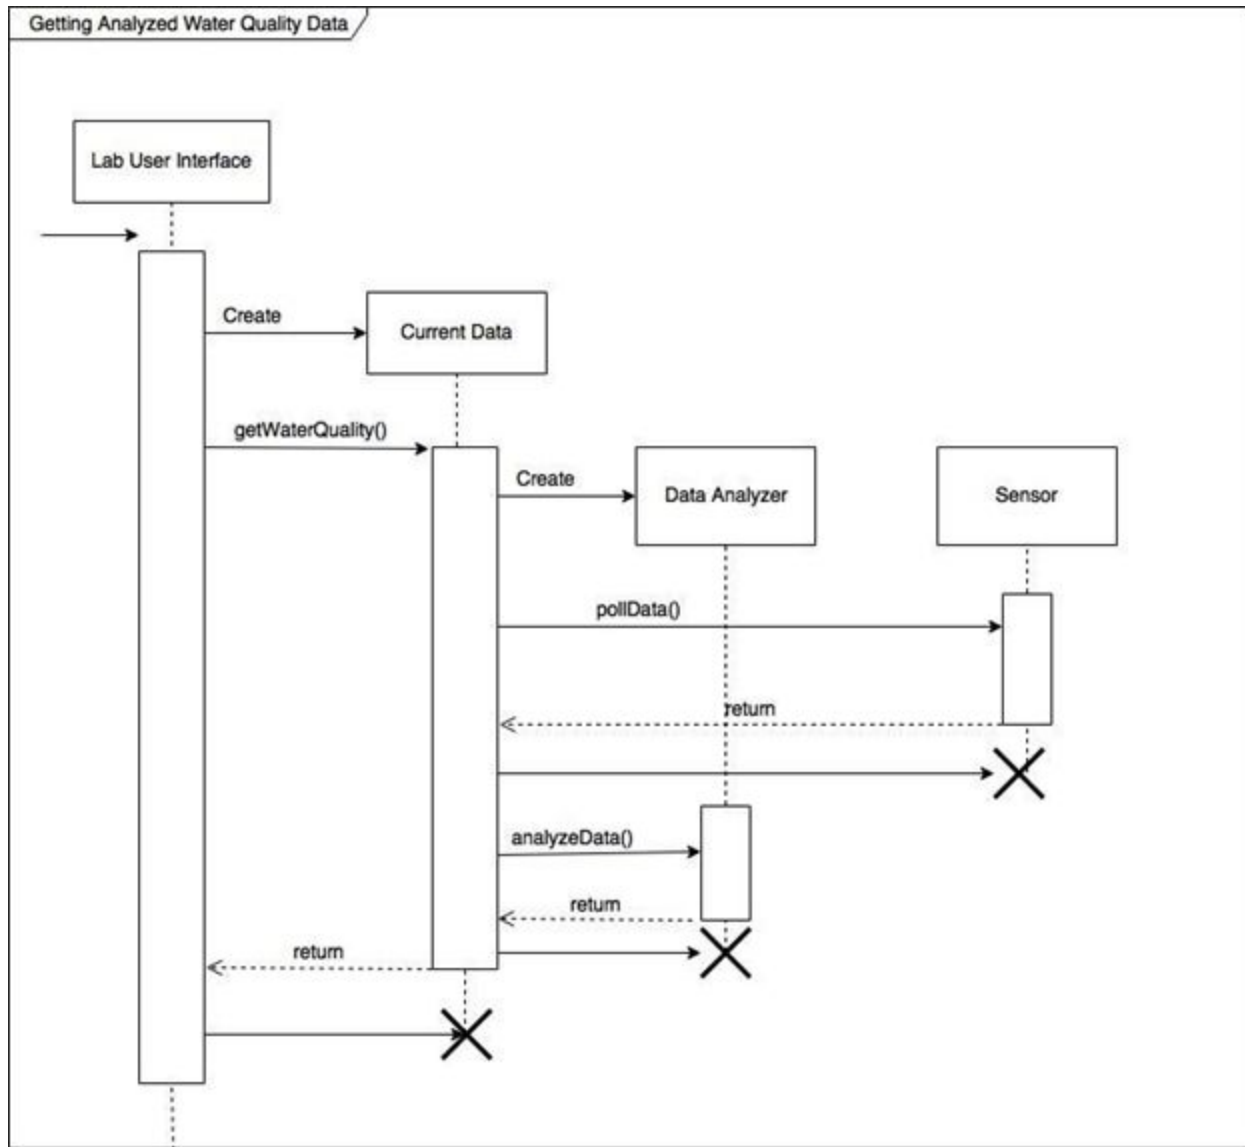 Getting Analyzed Water Quality Data
Lab User Interface
Create
Current Data
getWaterQuality()
Create
Data Analyzer
Sensor
pollData()
return
analyzeData()
return
return